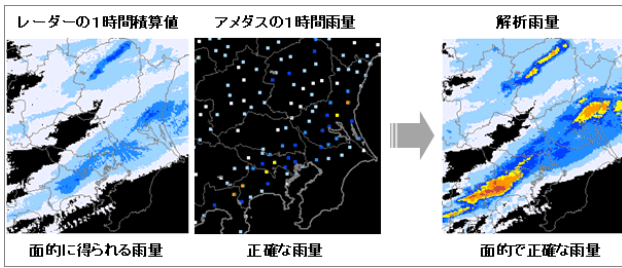 レーダーの1時間積算値
アメダスの1時間雨量
解析雨量
面的に得られる雨量
正確な雨量
面的で正確な雨量